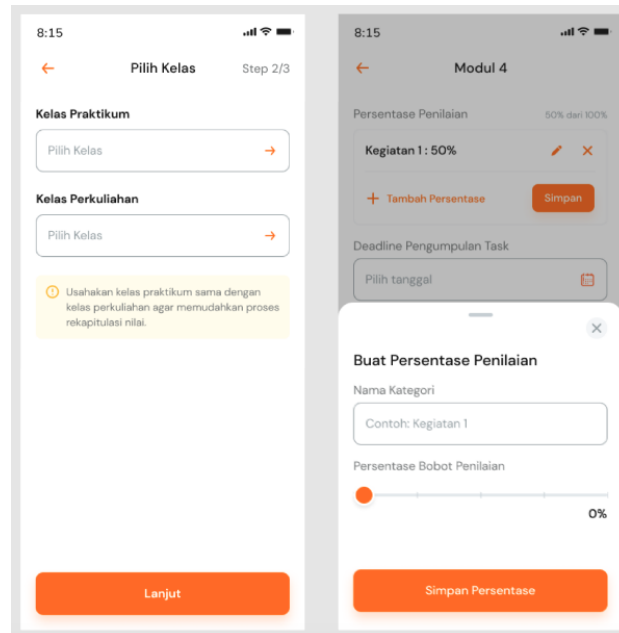 8:15
Pilih Kelas
Step 2/3
Kelas Praktikum
Pilih Kelas
Kelas Perkuliahan
Pilih Kelas
Usahakan kelas praktikum sama dengan
kelas perkuliahan agar memudahkan proses
rekapitulasi nilai.
Lanjut
8:15
Modul 4
Persentase Penilaian
50% dari 100%
Kegiatan 1 : 50%
Tambah Persentase
Simpan
Deadline Pengumpulan Task
Pilih tanggal
Buat Persentase Penilaian
Nama Kategori
Contoh: Kegiatan 1
Persentase Bobot Penilaian
0%
Simpan Persentase